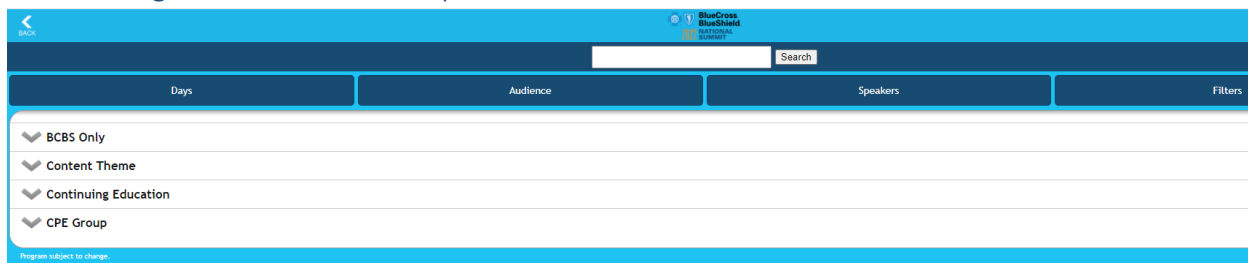 BACK
BlueCross
BlueShield
NATIONAL
SUMMIT
Search
Days
Audience
Speakers
Filters
BCBS Only
Content Theme
Continuing Education
CPE Group
Program subject to change.